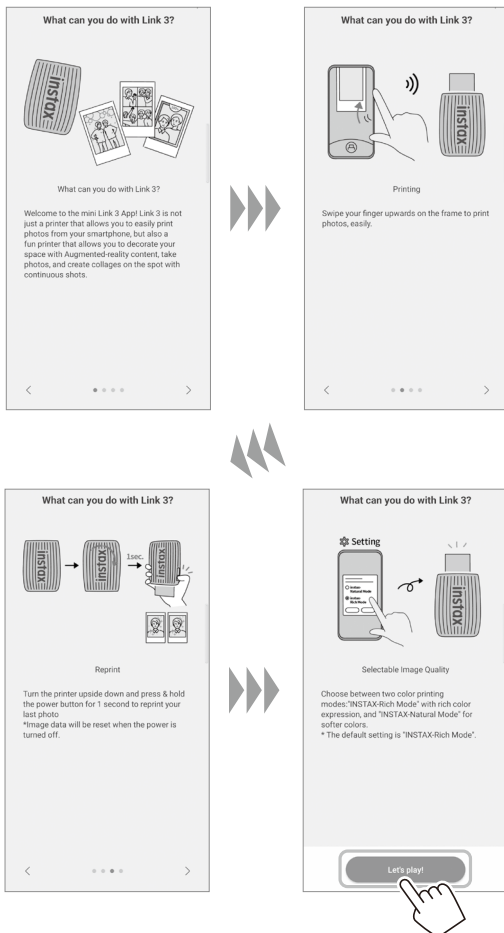 What can you do with Link 3?
instax
What can you do with Link 3?
Welcome to the mini Link 3 App! Link 3 is not
just a printer that allows you to easily print
photos from your smartphone, but also a
fun printer that allows you to decorate your
space with Augmented-reality content, take
photos, and create collages on the spot with
continuous shots.
What can you do with Link 3?
instax
Printing
Swipe your finger upwards on the frame to print
photos, easily.
What can you do with Link 3?
instax
instax
1sec.
instax
Reprint
Turn the printer upside down and press & hold
the power button for 1 second to reprint your
last photo
*Image data will be reset when the power is
turned off.
What can you do with Link 3?
Setting
instax-
Natural Mode
instax-
Rich Mode
instax
Selectable Image Quality
Choose between two color printing
modes:"INSTAX-Rich Mode" with rich color
expression, and "INSTAX-Natural Mode" for
softer colors.
* The default setting is "INSTAX-Rich Mode".
Let's play!